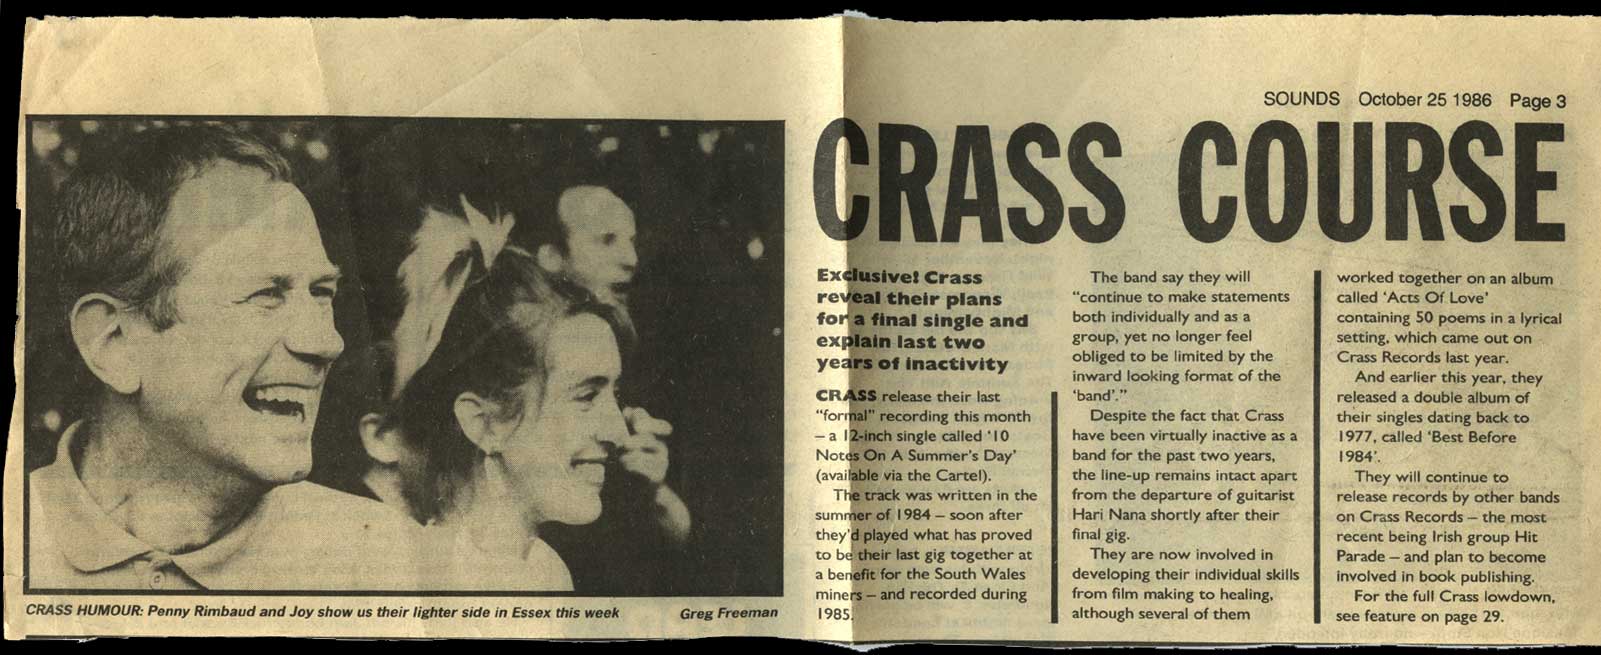 SOUNDS October 25 1986 Page 3
CRASS COURSE
Exclusive! Crass
reveal their plans
for a final single and
explain last two
years of inactivity
CRASS release their last
“formal” recording this month
– a 12-inch single called ‘10
Notes On A Summer’s Day’
(available via the Cartel).
The track was written in the
summer of 1984 – soon after
they’d played what has proved
to be their last gig together at
a benefit for the South Wales
miners – and recorded during
1985.
The band say they will
“continue to make statements
both individually and as a
group, yet no longer feel
obliged to be limited by the
inward looking format of the
‘band’.”
Despite the fact that Crass
have been virtually inactive as a
band for the past two years,
the line-up remains intact apart
from the departure of guitarist
Hari Nana shortly after their
final gig.
They are now involved in
developing their individual skills
from film making to healing,
although several of them
worked together on an album
called ‘Acts Of Love’
containing 50 poems in a lyrical
setting, which came out on
Crass Records last year.
And earlier this year, they
released a double album of
their singles dating back to
1977, called ‘Best Before
1984’.
They will continue to
release records by other bands
on Crass Records – the most
recent being Irish group Hit
Parade – and plan to become
involved in book publishing.
For the full Crass lowdown,
see feature on page 29.
CRASS HUMOUR: Penny Rimbaud and Joy show us their lighter side in Essex this week Greg Freeman